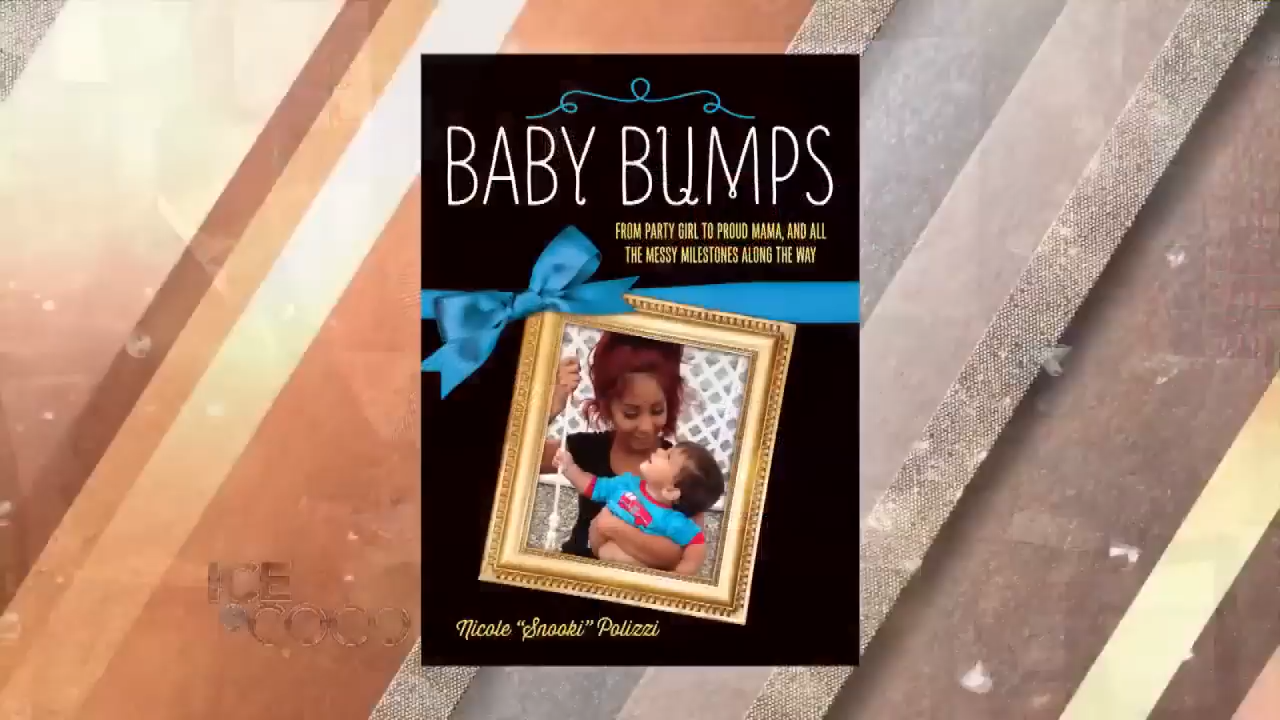 BABY BUMPS
FROM PARTY GIRL TO PROUD MAMA, AND ALL
THE MESSY MILESTONES ALONG THE WAY
Nicole "Snooki" Polizzi
ICE
COCO